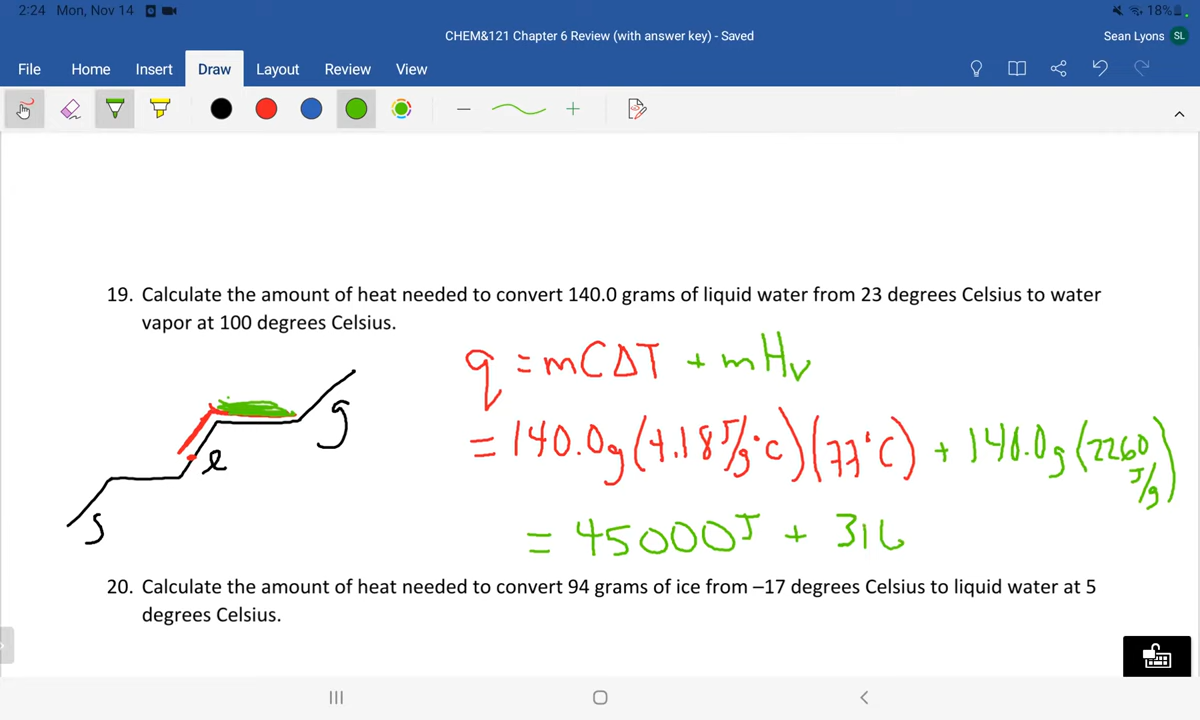 2:24 Mon, Nov 14 18%
CHEM&121 Chapter 6 Review (with answer key) - Saved
Sean Lyons SL
File Home Insert Draw Layout Review View
19. Calculate the amount of heat needed to convert 140.0 grams of liquid water from 23 degrees Celsius to water
vapor at 100 degrees Celsius.
q = mCΔT + mHv
= 140.0g (4.18 J/g°C) (77°C) + 140.0g (2260 J/g)
= 45000J + 316
g
l
s
20. Calculate the amount of heat needed to convert 94 grams of ice from –17 degrees Celsius to liquid water at 5
degrees Celsius.